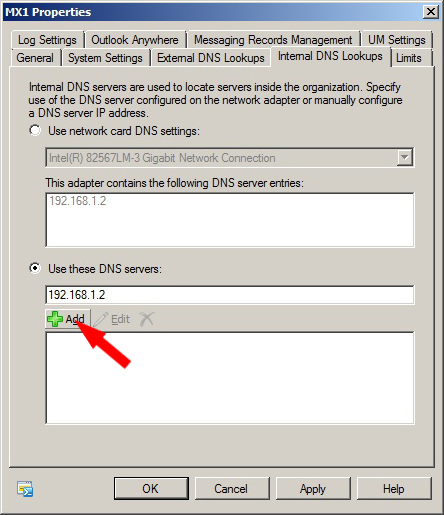 MX1 Properties
Log Settings Outlook Anywhere Messaging Records Management UM Settings
General System Settings External DNS Lookups Internal DNS Lookups Limits
Internal DNS servers are used to locate servers inside the organization. Specify
use of the DNS server configured on the network adapter or manually configure
a DNS server IP address.
Use network card DNS settings:
Intel(R) 82567LM-3 Gigabit Network Connection
This adapter contains the following DNS server entries:
192.168.1.2
Use these DNS servers:
192.168.1.2
Add Edit
OK Cancel Apply Help